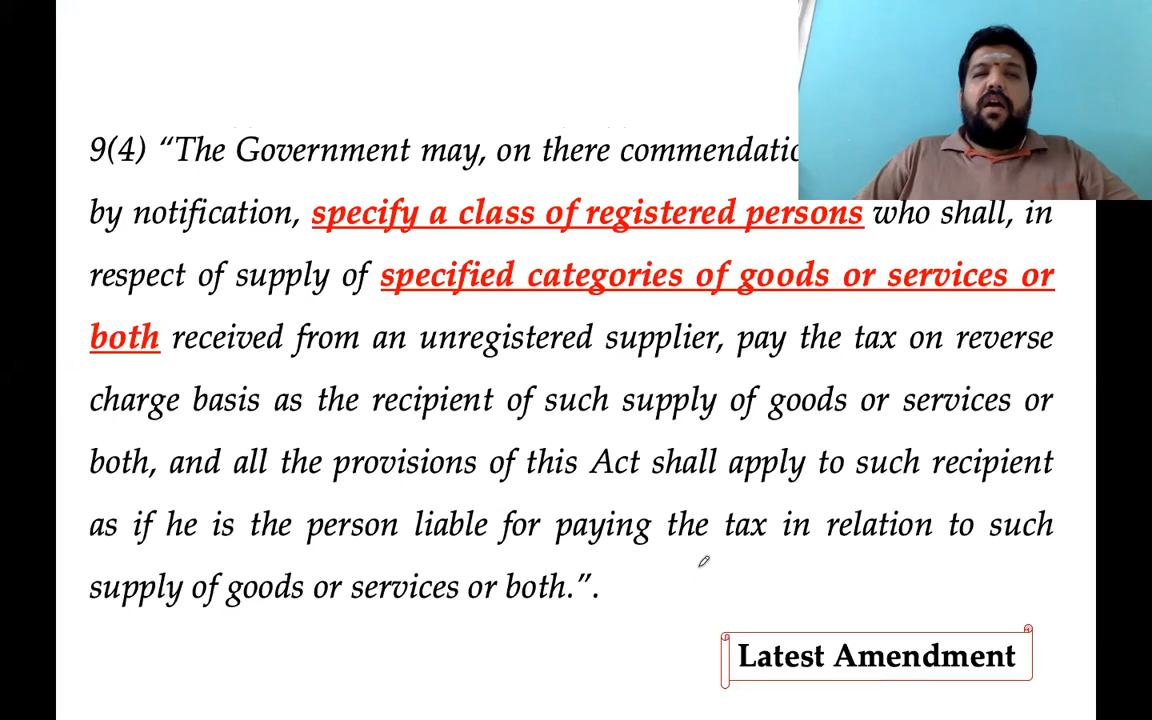 9(4) “The Government may, on there commendatio
by notification, specify a class of registered persons who shall, in
respect of supply of specified categories of goods or services or
both received from an unregistered supplier, pay the tax on reverse
charge basis as the recipient of such supply of goods or services or
both, and all the provisions of this Act shall apply to such recipient
as if he is the person liable for paying the tax in relation to such
supply of goods or services or both.”.
Latest Amendment